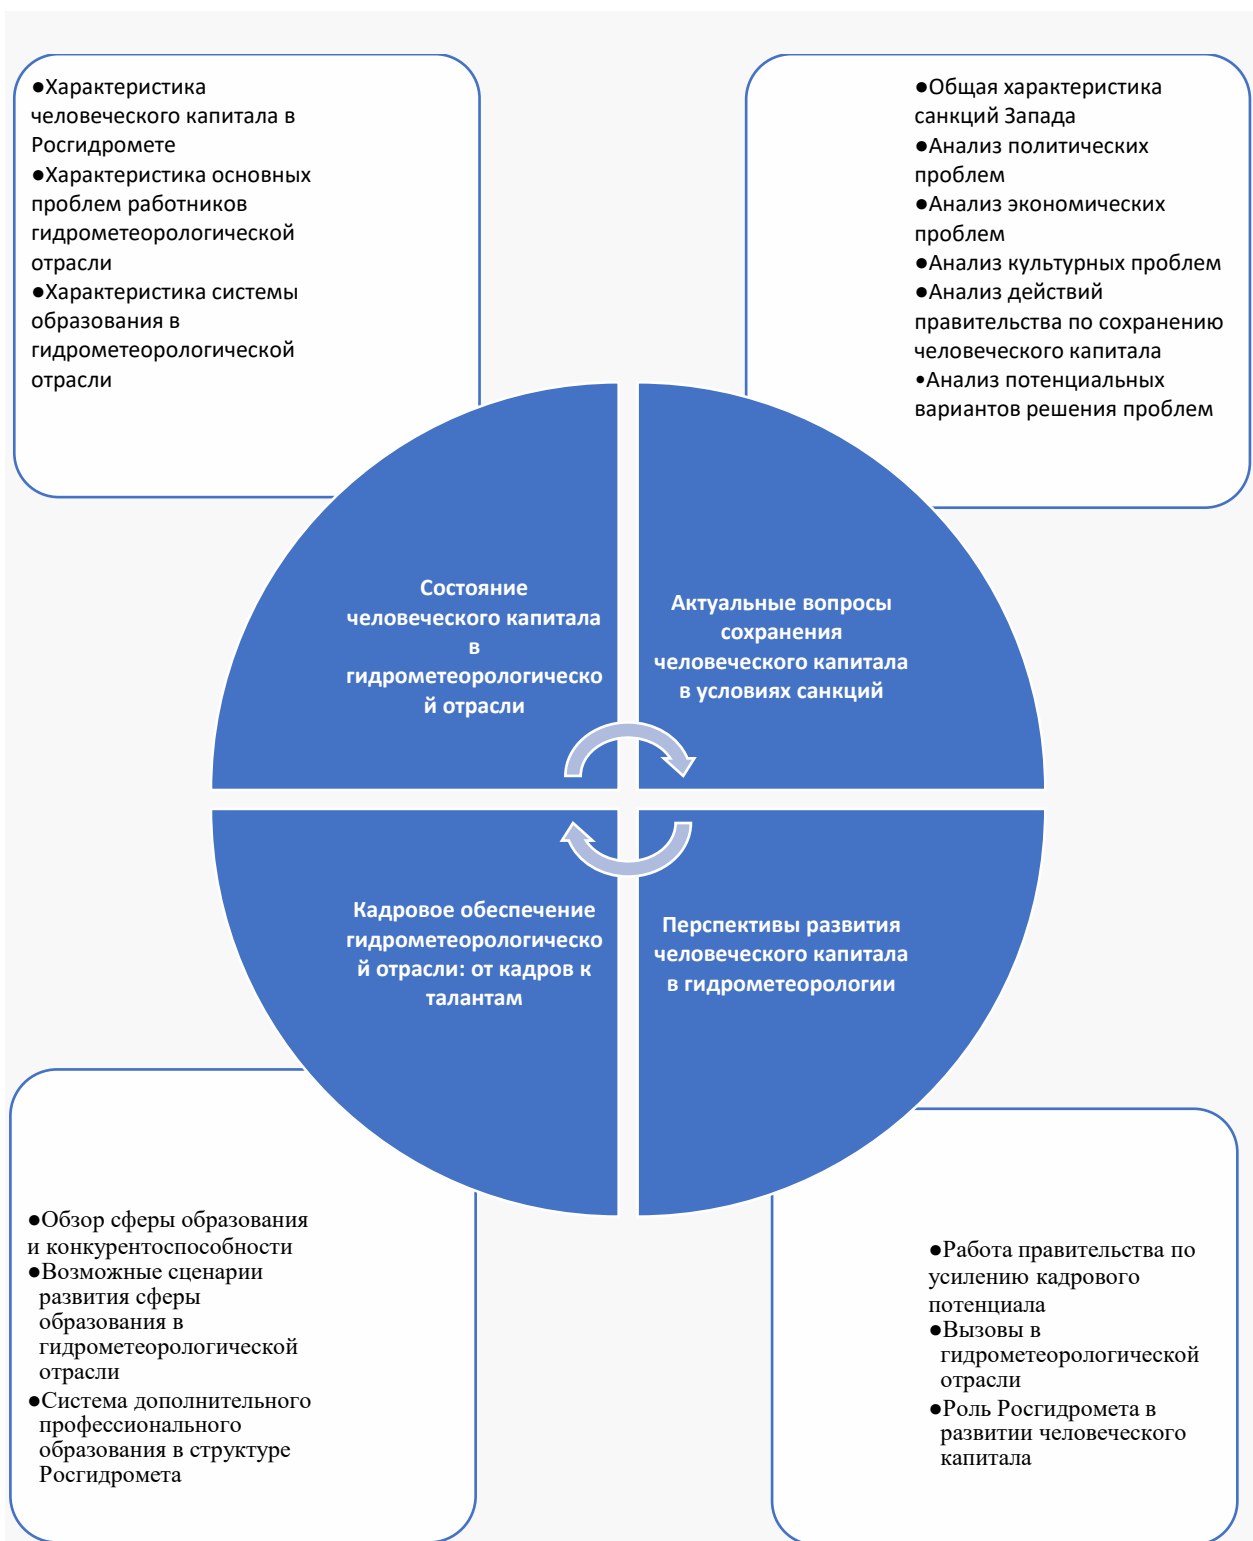 ●Характеристика
человеческого капитала в
Росгидромете
●Характеристика основных
проблем работников
гидрометеорологической
отрасли
●Характеристика системы
образования в
гидрометеорологической
отрасли
●Общая характеристика
санкций Запада
●Анализ политических
проблем
●Анализ экономических
проблем
●Анализ культурных проблем
●Анализ действий
правительства по сохранению
человеческого капитала
•Анализ потенциальных
вариантов решения проблем
Состояние
человеческого капитала
в
гидрометеорологическо
й отрасли
Актуальные вопросы
сохранения
человеческого капитала
в условиях санкций
Кадровое обеспечение
гидрометеорологическо
й отрасли: от кадров к
талантам
Перспективы развития
человеческого капитала
в гидрометеорологии
●Обзор сферы образования
и конкурентоспособности
●Возможные сценарии
развития сферы
образования в
гидрометеорологической
отрасли
●Система дополнительного
профессионального
образования в структуре
Росгидромета
●Работа правительства по
усилению кадрового
потенциала
●Вызовы в
гидрометеорологической
отрасли
●Роль Росгидромета в
развитии человеческого
капитала